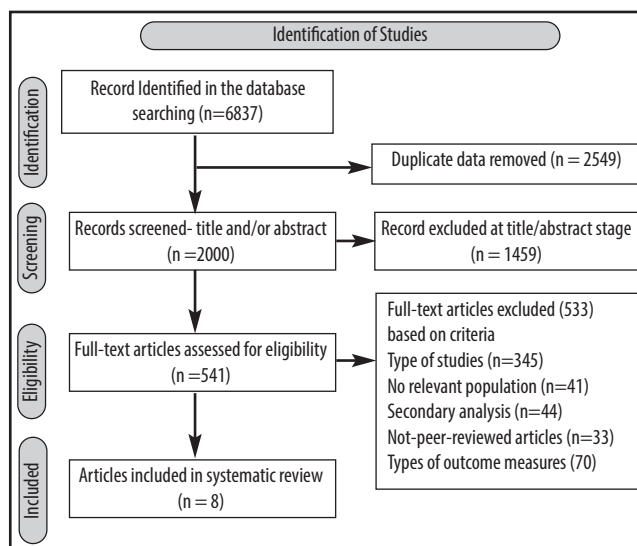 Identification of Studies
Identification
Record Identified in the database
searching (n=6837)
Duplicate data removed (n = 2549)
Screening
Records screened- title and/or abstract
(n =2000)
Record excluded at title/abstract stage
(n = 1459)
Eligibility
Full-text articles assessed for eligibility
(n =541)
Full-text articles excluded (533)
based on criteria
Type of studies (n=345)
No relevant population (n=41)
Secondary analysis (n=44)
Not-peer-reviewed articles (n=33)
Types of outcome measures (70)
Included
Articles included in systematic review
(n = 8)